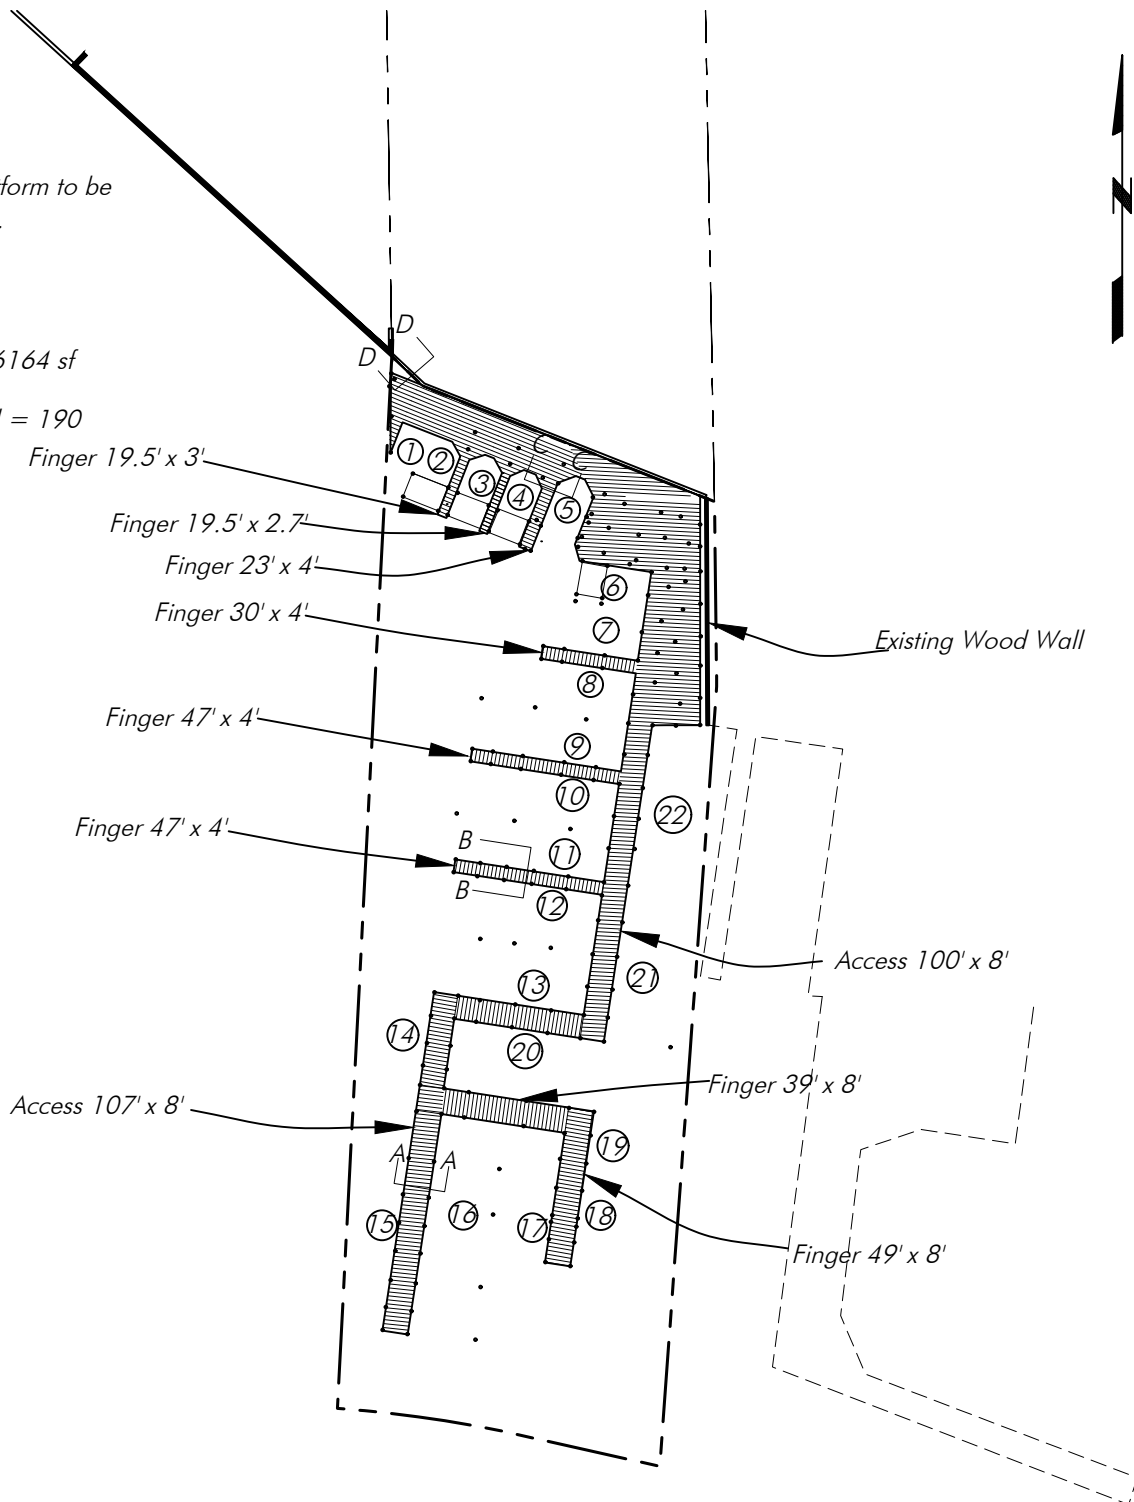 form to be
N
D
D
6164 sf
= 190
Finger 19.5' x 3'
1
2
3
4
5
Finger 19.5' x 2.7'
Finger 23' x 4'
6
Finger 30' x 4'
7
Existing Wood Wall
8
Finger 47' x 4'
9
10
22
Finger 47' x 4'
B
11
B
12
Access 100' x 8'
21
13
14
20
Finger 39' x 8'
Access 107' x 8'
19
A
A
15
16
17
18
Finger 49' x 8'